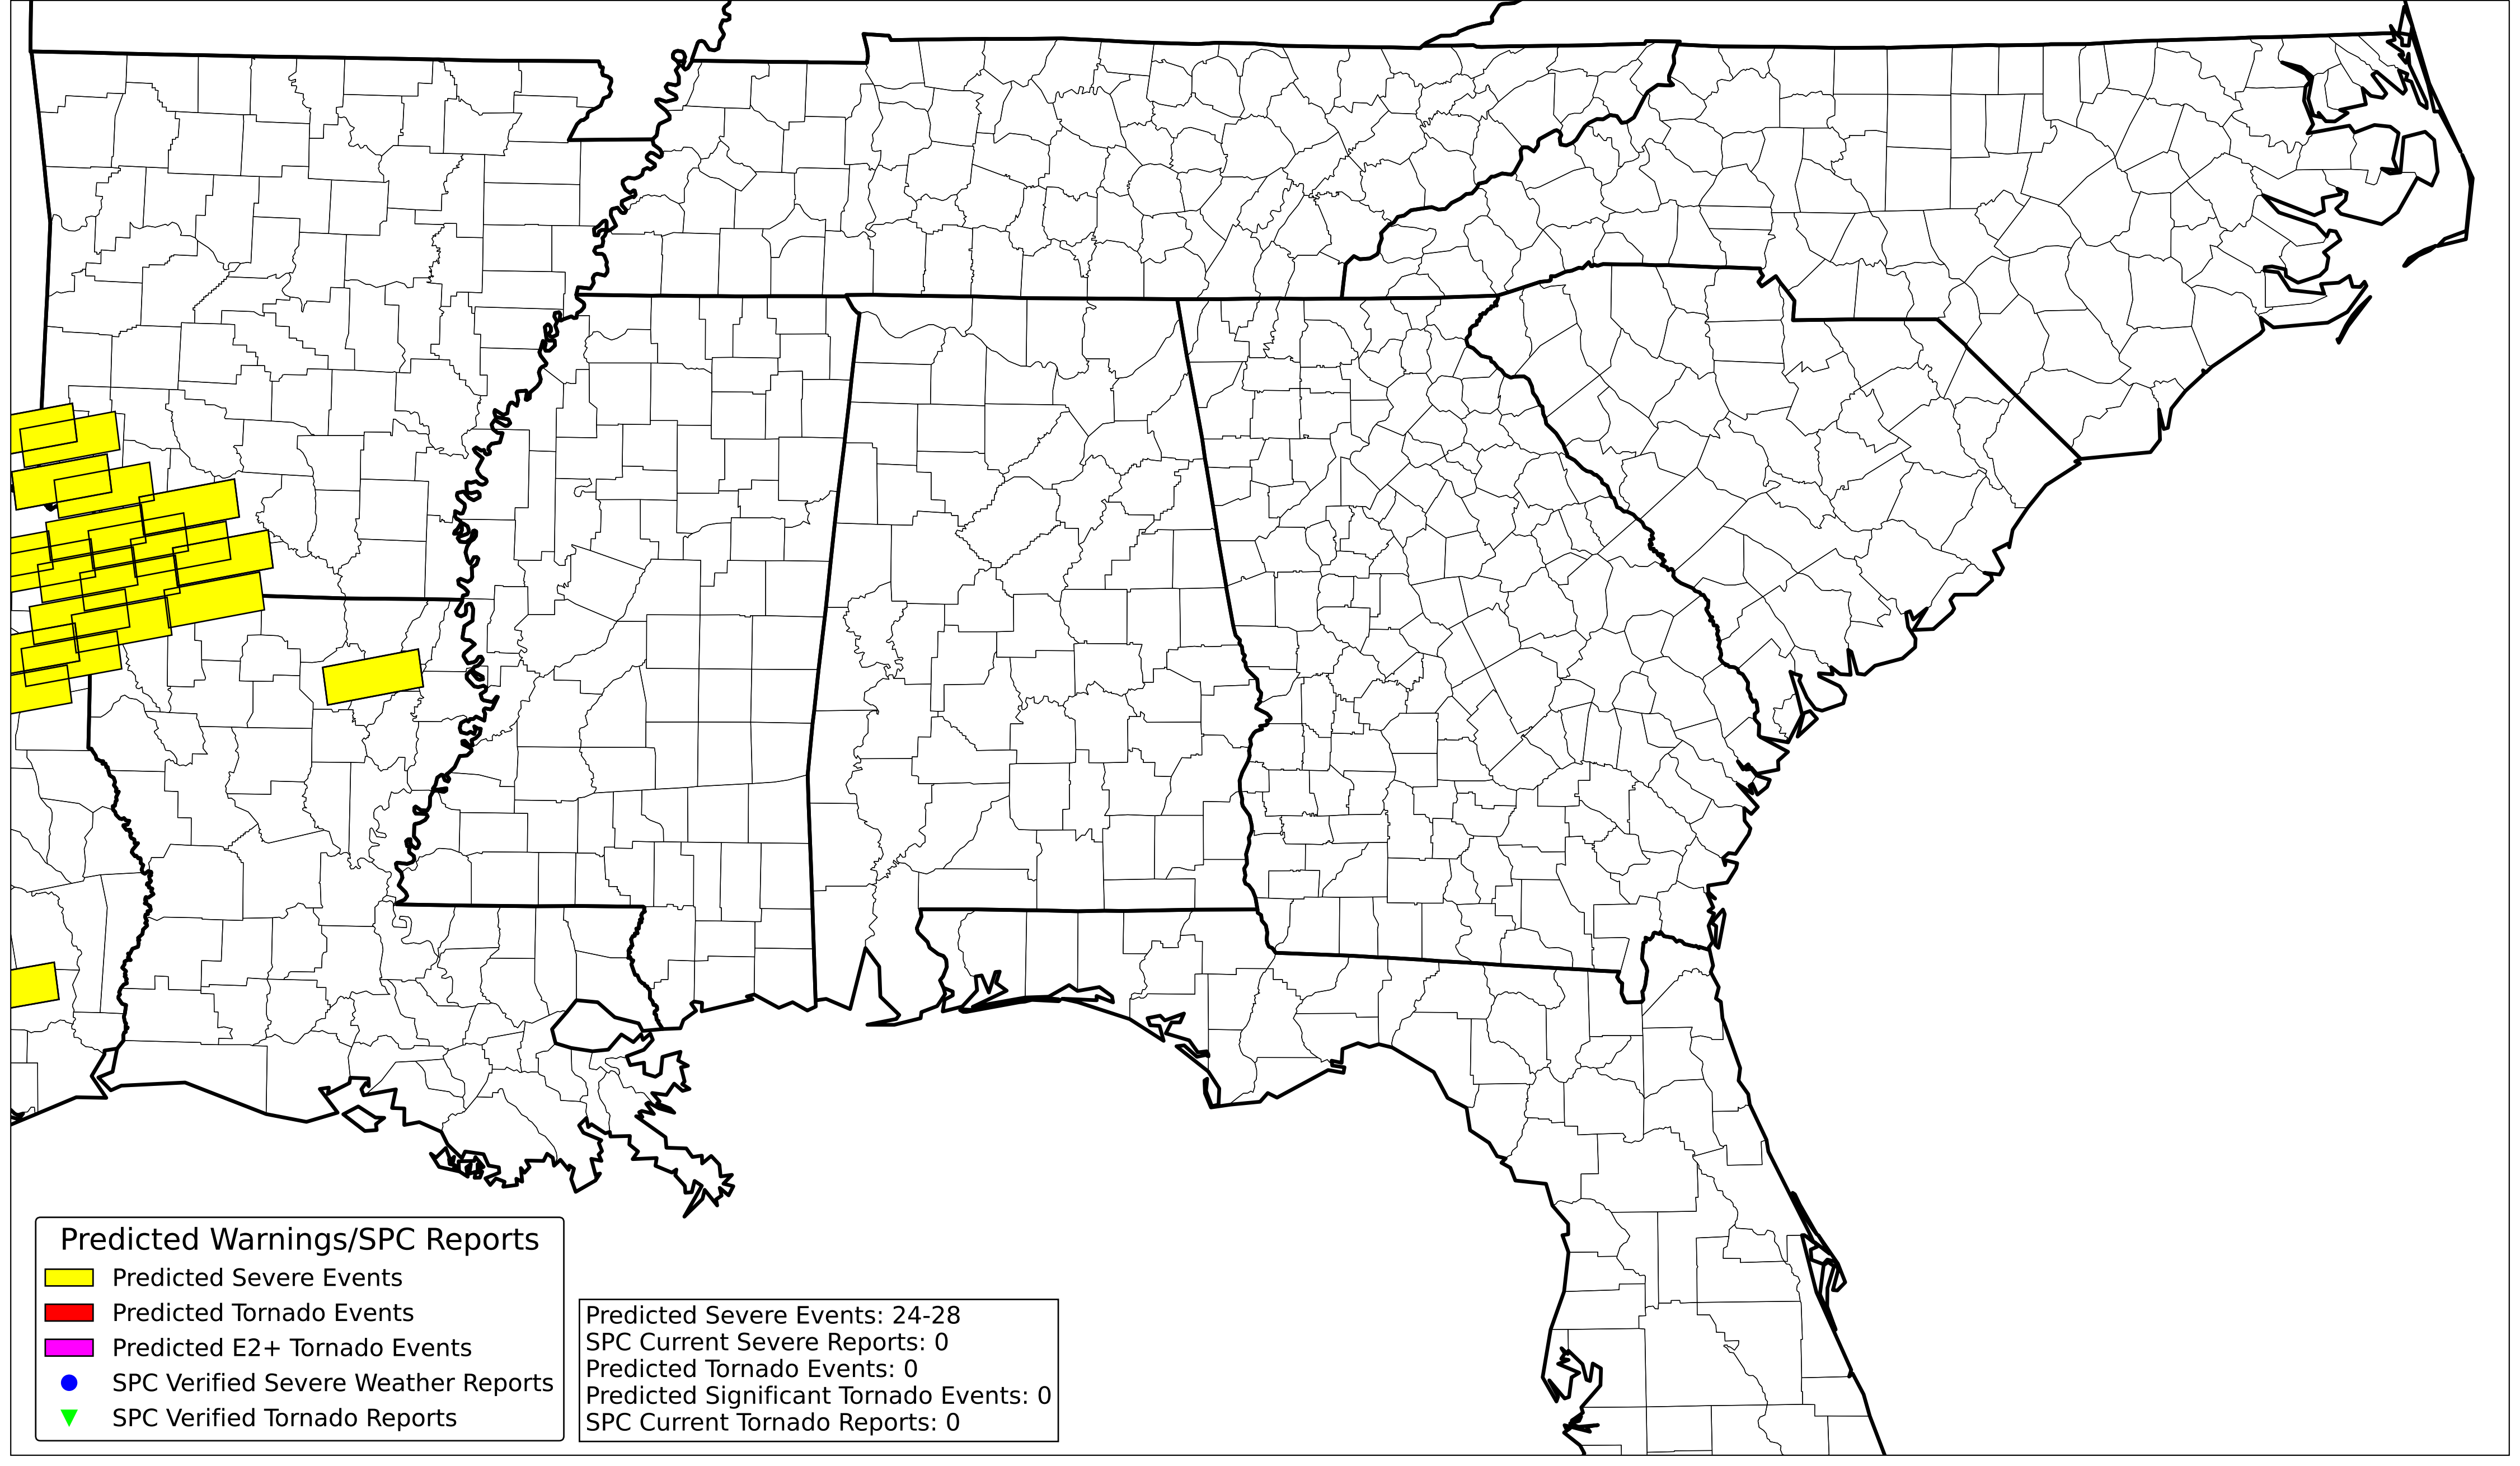 Predicted Warnings/SPC Reports
Predicted Severe Events
Predicted Tornado Events
Predicted E2+ Tornado Events
SPC Verified Severe Weather Reports
SPC Verified Tornado Reports
Predicted Severe Events: 24-28
SPC Current Severe Reports: 0
Predicted Tornado Events: 0
Predicted Significant Tornado Events: 0
SPC Current Tornado Reports: 0